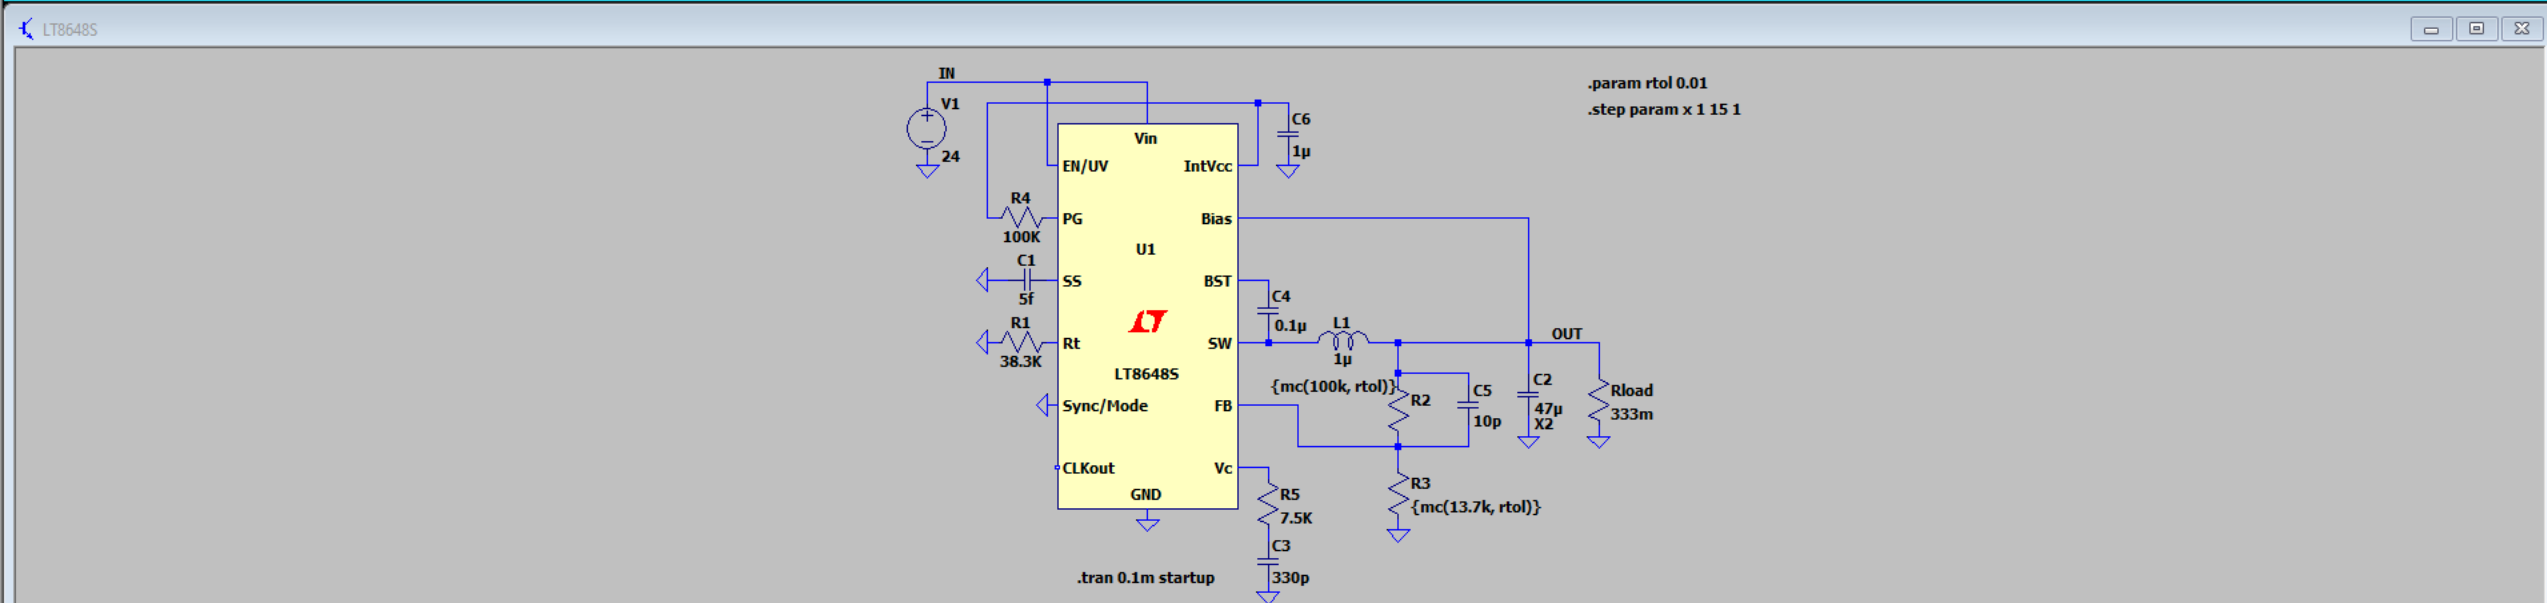 LT8648S
IN
V1
24
.param rtol 0.01
.step param x 1 15 1
C6
1µ
Vin
EN/UV
IntVcc
R4
100K
PG
Bias
U1
C1
5f
SS
BST
C4
0.1µ
R1
38.3K
Rt
SW
L1
1µ
OUT
LT8648S
Sync/Mode
FB
{mc(100k, rtol)}
R2
C5
10p
C2
47µ
X2
Rload
333m
CLKout
Vc
GND
R5
7.5K
R3
{mc(13.7k, rtol)}
C3
330p
.tran 0.1m startup